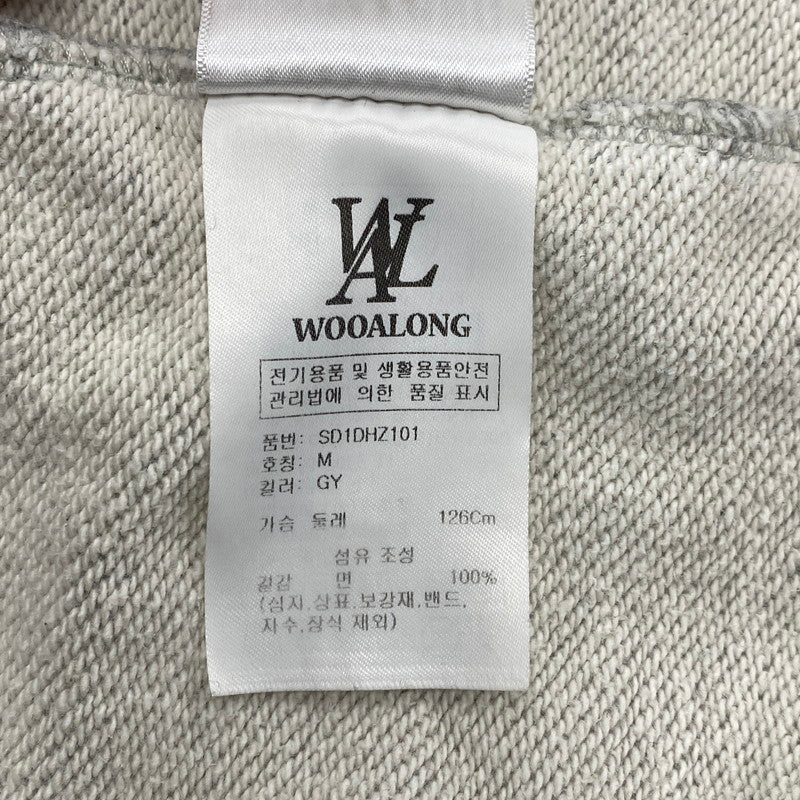 WAL
WOOALONG
전기용품 및 생활용품안전
관리법에 의한 품질 표시
품번: SD1DHZ101
호칭: M
컬러: GY
가슴 둘레 126Cm
섬유 조성
겉감 면 100%
(심지,상표,보강재,밴드,
자수,장식 제외)